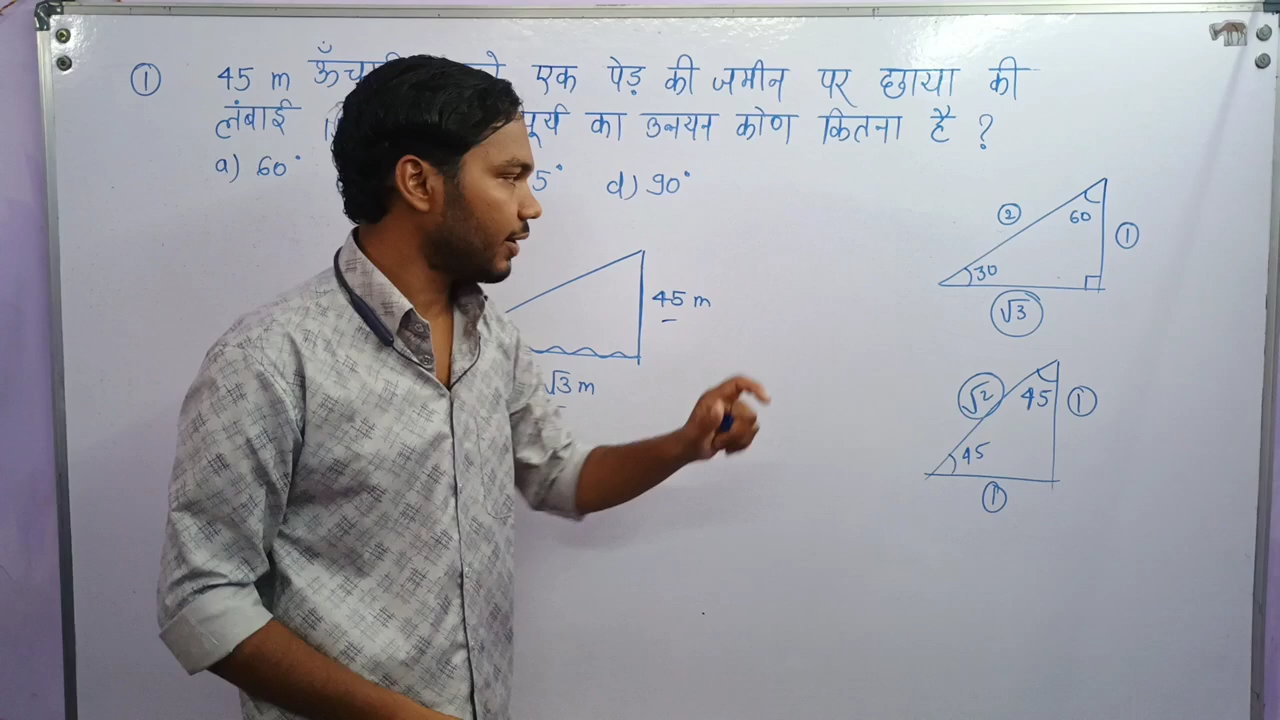 ① 45 m एक पेड़ की जमीन पर छाया की
लंबाई का उन्नयन कोण कितना है ?
a) 60° 5° d) 90°
45 m
√3 m
② 60 ①
30
√3
√2 45 ①
45
①